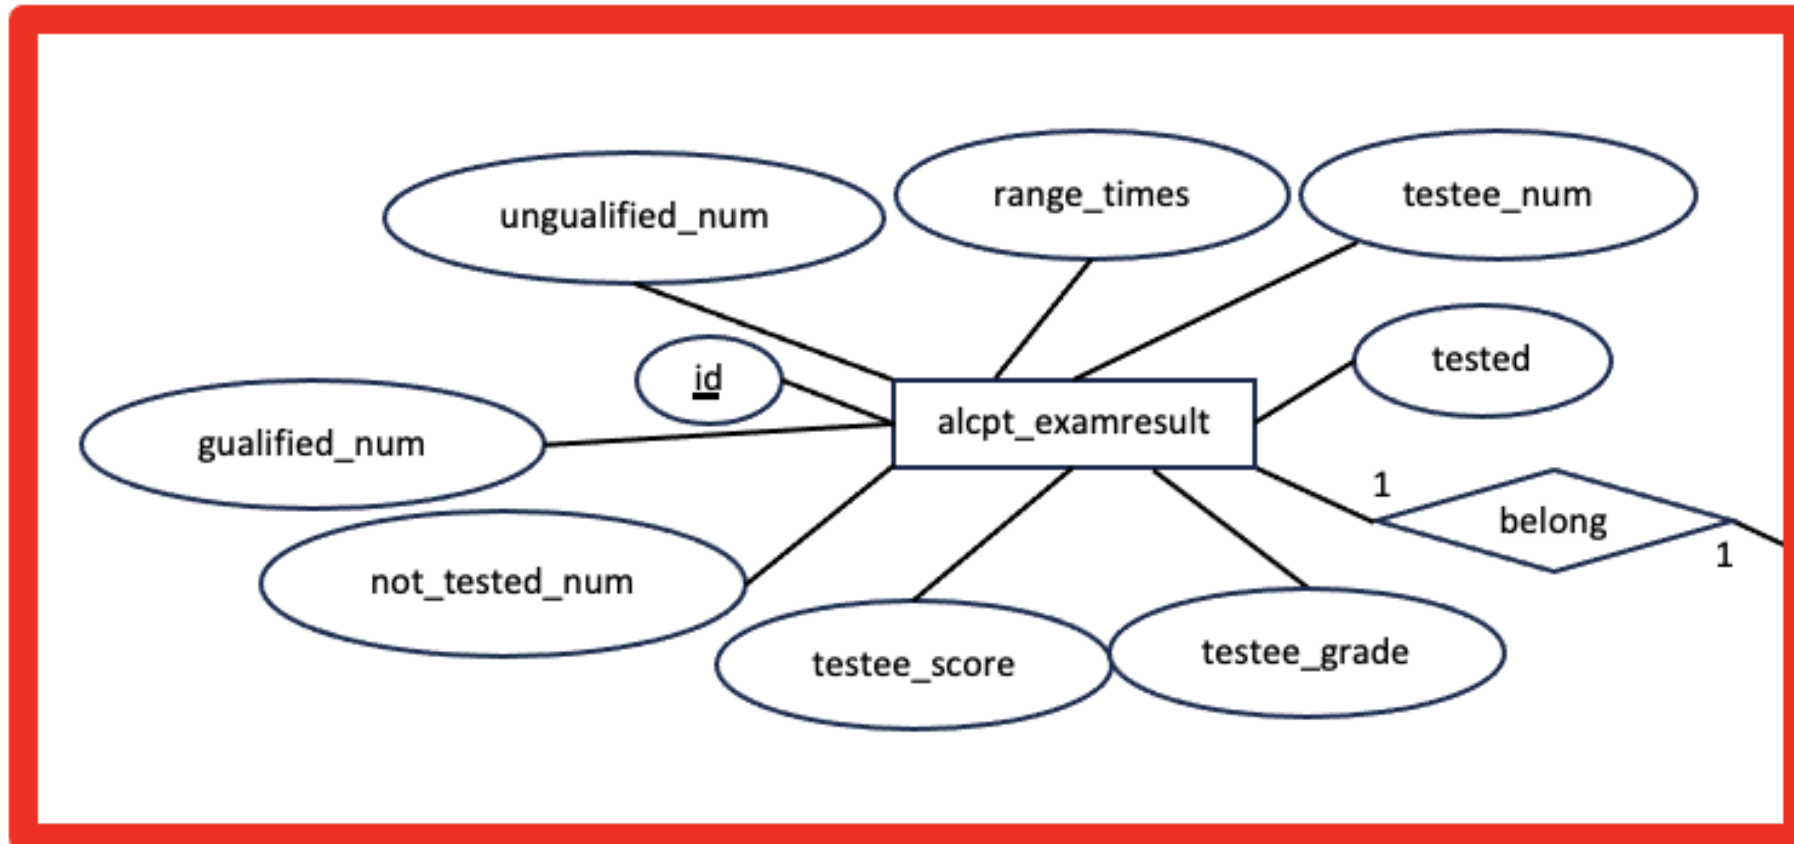 range_times
testee_num
ungualified_num
tested
id
alcpt_examresult
gualified_num
1
belong
1
not_tested_num
testee_score
testee_grade